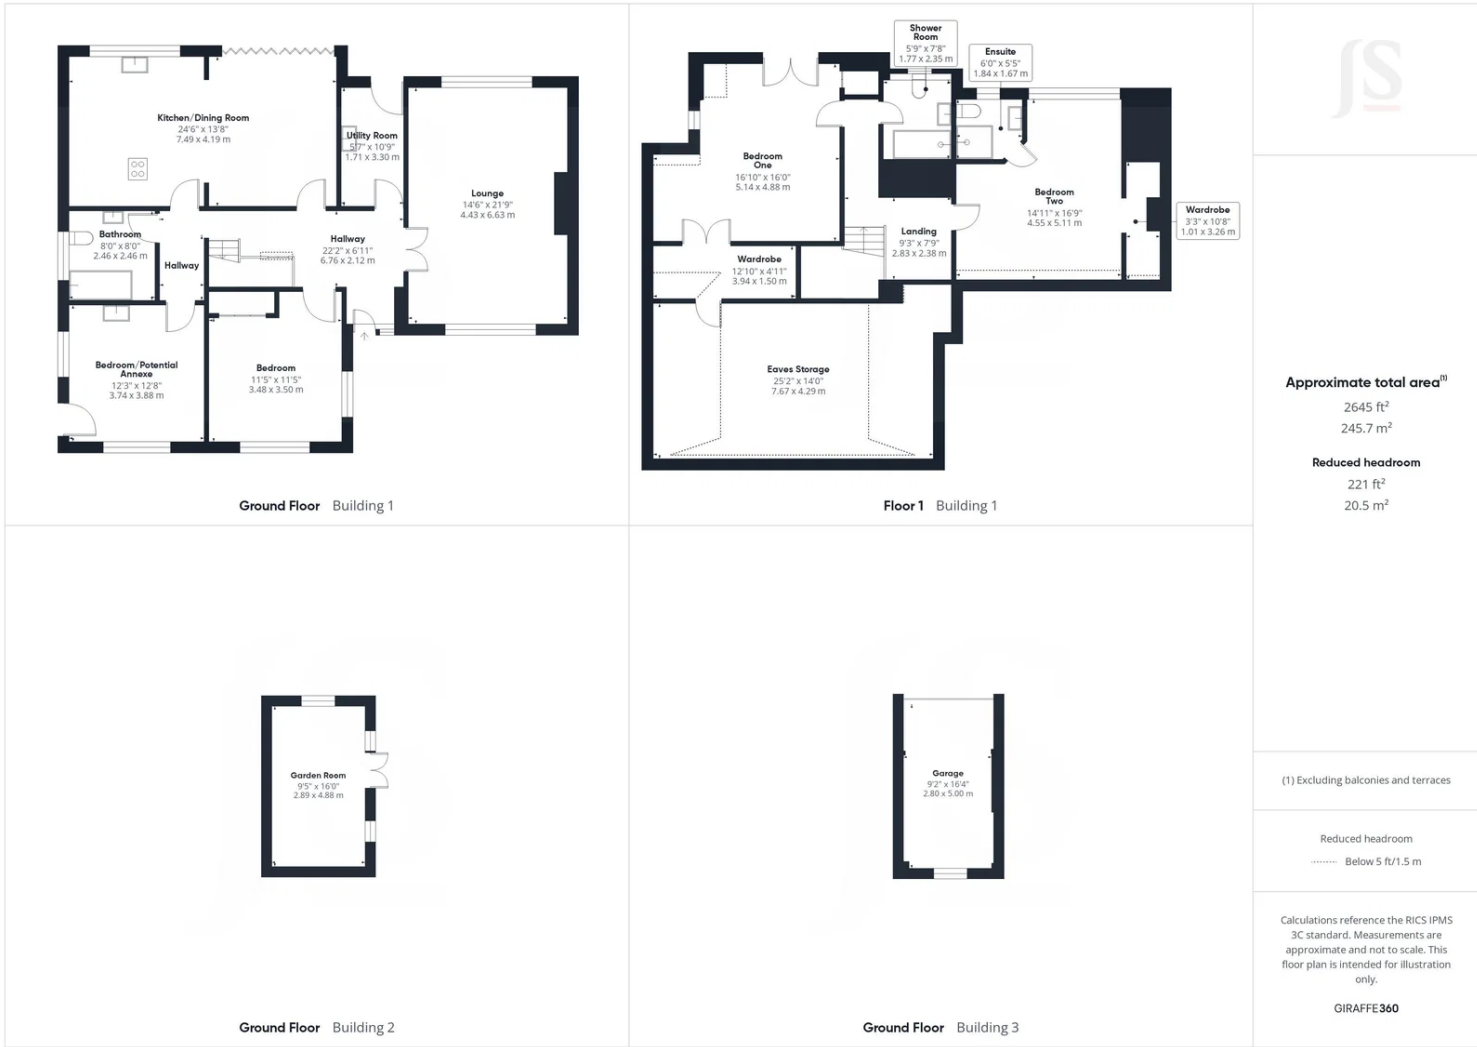 Kitchen/Dining Room
24'6" x 13'8"
7.49 x 4.19 m
Utility Room
5'7" x 10'9"
1.71 x 3.30 m
Lounge
14'6" x 21'9"
4.43 x 6.63 m
Bathroom
8'0" x 8'0"
2.46 x 2.46 m
Hallway
Hallway
22'2" x 6'11"
6.76 x 2.12 m
Bedroom/Potential
Annexe
12'3" x 12'8"
3.74 x 3.88 m
Bedroom
11'5" x 11'5"
3.48 x 3.50 m
Ground Floor Building 1
Shower
Room
5'9" x 7'8"
1.77 x 2.35 m
Ensuite
6'0" x 5'5"
1.84 x 1.67 m
Bedroom
One
16'10" x 16'0"
5.14 x 4.88 m
Bedroom
Two
14'11" x 16'9"
4.55 x 5.11 m
Wardrobe
3'3" x 10'8"
1.01 x 3.26 m
Landing
9'3" x 7'9"
2.83 x 2.38 m
Wardrobe
12'10" x 4'11"
3.94 x 1.50 m
Eaves Storage
25'2" x 14'0"
7.67 x 4.29 m
Floor 1 Building 1
Garden Room
9'5" x 16'0"
2.89 x 4.88 m
Ground Floor Building 2
Garage
9'2" x 16'4"
2.80 x 5.00 m
Ground Floor Building 3
JS
Approximate total area(1)
2645 ft²
245.7 m²
Reduced headroom
221 ft²
20.5 m²
(1) Excluding balconies and terraces
Reduced headroom
Below 5 ft/1.5 m
Calculations reference the RICS IPMS
3C standard. Measurements are
approximate and not to scale. This
floor plan is intended for illustration
only.
GIRAFFE360